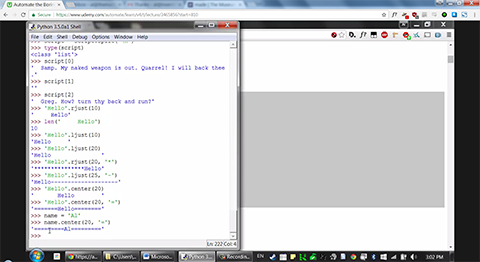 Automate the Bori
https://www.udemy.com/automate/learn/v4/t/lecture/3465856?start=810
Python 3.5.0a1 Shell
File Edit Shell Debug Options Window Help
>>> type(script)
<class 'list'>
>>> script[0]
' Samp. My naked weapon is out. Quarrel! I will back thee
.'
>>> script[1]
''
>>> script[2]
' Greg. How? turn thy back and run?'
>>> 'Hello'.rjust(10)
'     Hello'
>>> len('     Hello')
10
>>> 'Hello'.ljust(10)
'Hello     '
>>> 'Hello'.ljust(20)
'Hello               '
>>> 'Hello'.rjust(20, '*')
'***************Hello'
>>> 'Hello'.ljust(25, '-')
'Hello--------------------'
>>> 'Hello'.center(20)
'       Hello        '
>>> 'Hello'.center(20, '=')
'=======Hello========'
>>> name = 'Al'
>>> name.center(20, '=')
'=========Al========='
>>>
Ln: 222 Col: 4
https://a...
C:\Users\...
Microsof...
Python 3...
Recordin...
EN
3:02 PM